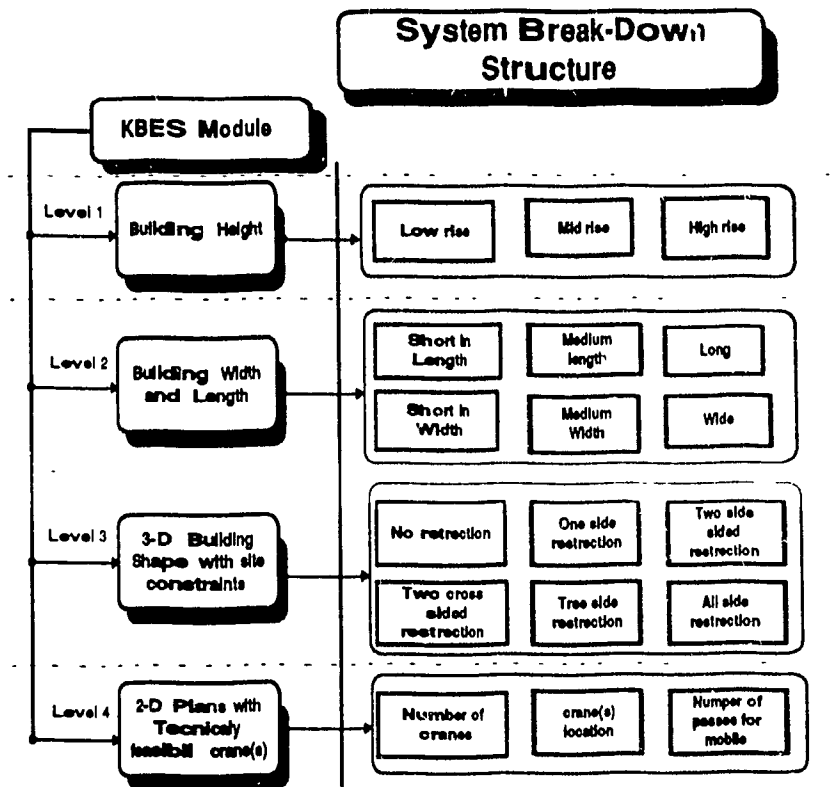 System Break-Down
Structure
KBES Module
Level 1
Building Height
Low rise
Mid rise
High rise
Level 2
Building Width
and Length
Short in
Length
Medium
length
Long
Short in
Width
Medium
Width
Wide
Level 3
3-D Building
Shape with site
constraints
No retrection
One side
restrection
Two side
sided
restrection
Two cross
sided
restrection
Tree side
restrection
All side
restrection
Level 4
2-D Plans with
Tecnicaly
feasibil crane(s)
Number of
cranes
crane(s)
location
Numper of
passes for
mobile